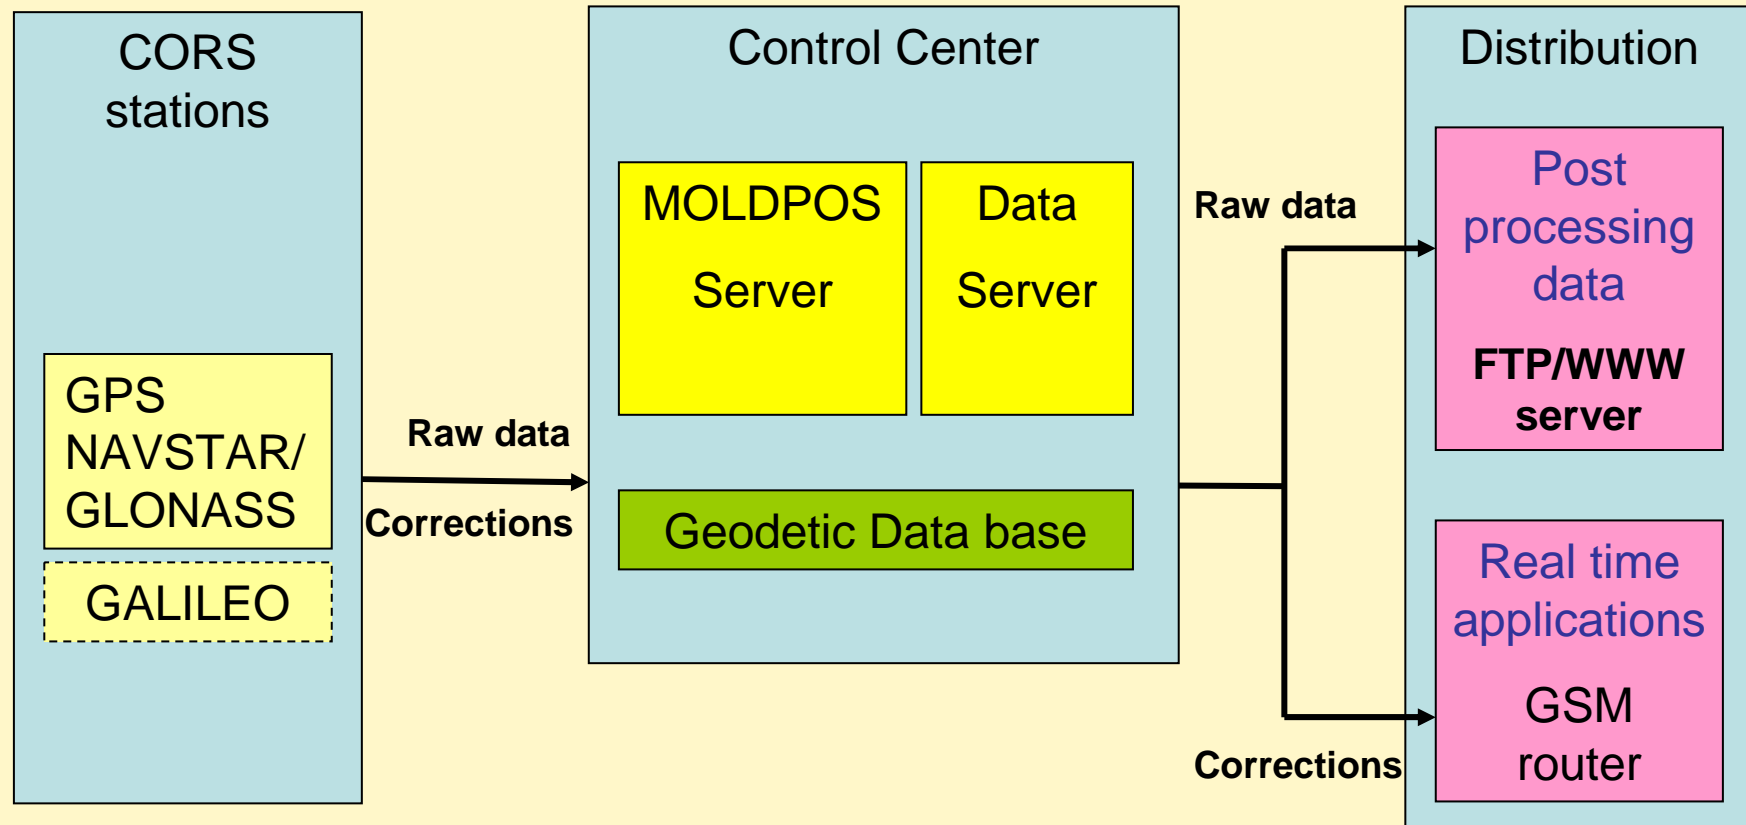 CORS
stations
GPS
NAVSTAR/
GLONASS
GALILEO
Raw data
Corrections
Control Center
MOLDPOS
Server
Data
Server
Geodetic Data base
Raw data
Corrections
Distribution
Post
processing
data
FTP/WWW
server
Real time
applications
GSM
router